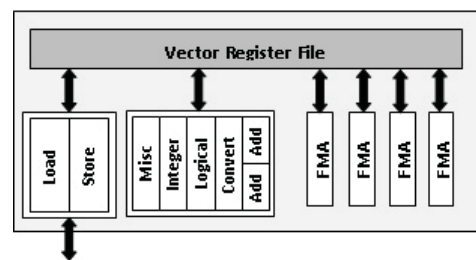 Vector Register File
Load
Store
Misc
Integer
Logical
Convert
Add
Add
FMA
FMA
FMA
FMA